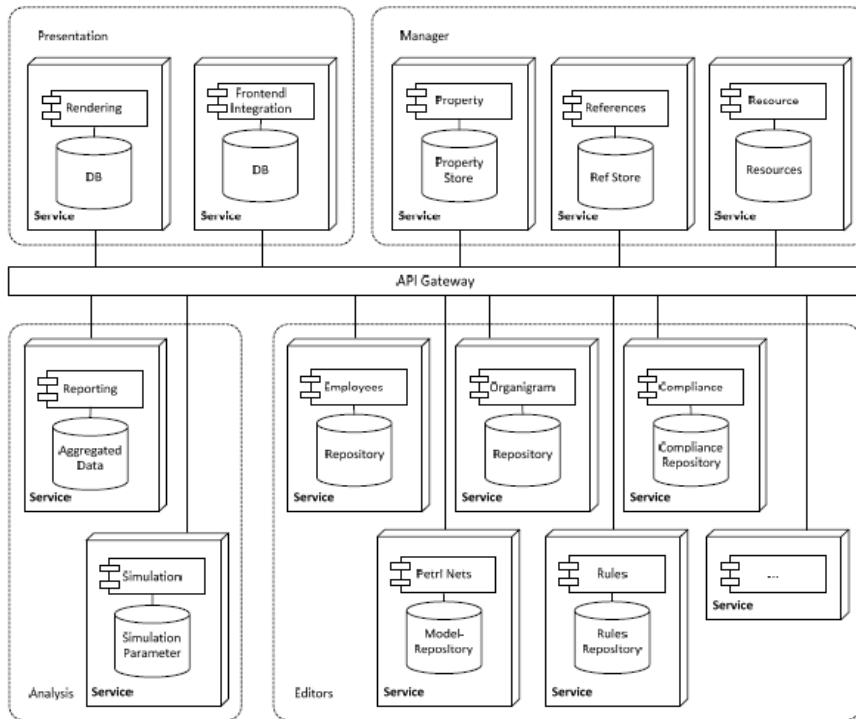 Presentation
Manager
Rendering
Frontend
Integration
Property
References
Resource
DB
DB
Property
Store
Ref Store
Resources
Service
Service
Service
Service
Service
API Gateway
Reporting
Employees
Organigram
Compliance
Aggregated
Data
Repository
Repository
Compliance
Repository
Service
Service
Service
Service
Simulation
Petri Nets
Rules
...
Simulation
Parameter
Model-
Repository
Rules
Repository
Service
Analysis
Service
Editors
Service
Service